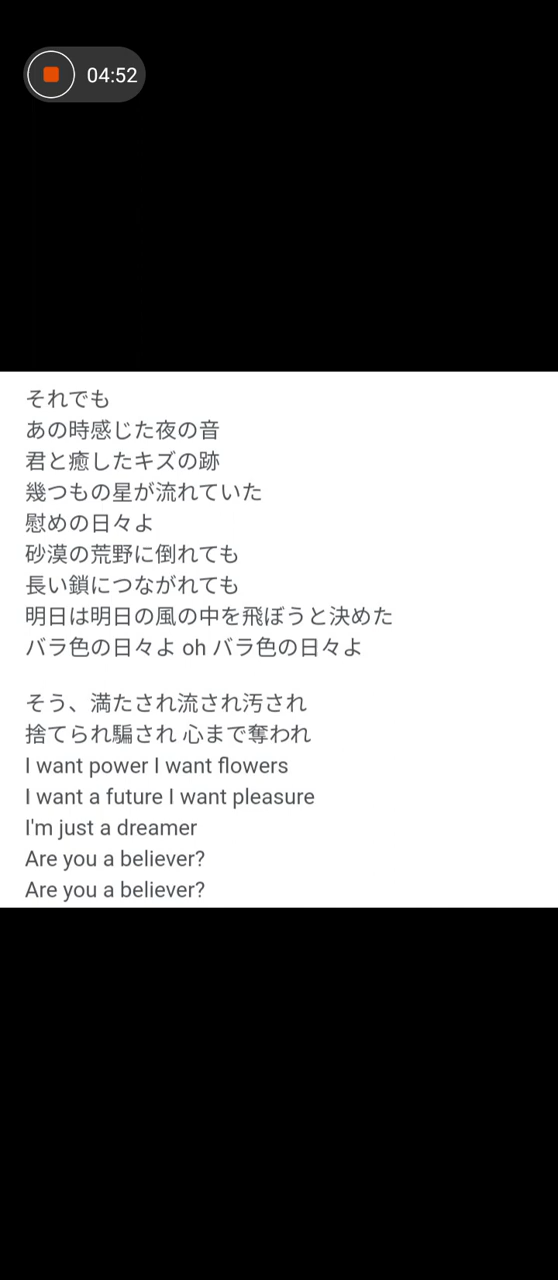 04:52
それでも
あの時感じた夜の音
君と癒したキズの跡
幾つもの星が流れていた
慰めの日々よ
砂漠の荒野に倒れても
長い鎖につながれても
明日は明日の風の中を飛ぼうと決めた
バラ色の日々よ oh バラ色の日々よ
そう、満たされ流され汚され
捨てられ騙され 心まで奪われ
I want power I want flowers
I want a future I want pleasure
I'm just a dreamer
Are you a believer?
Are you a believer?